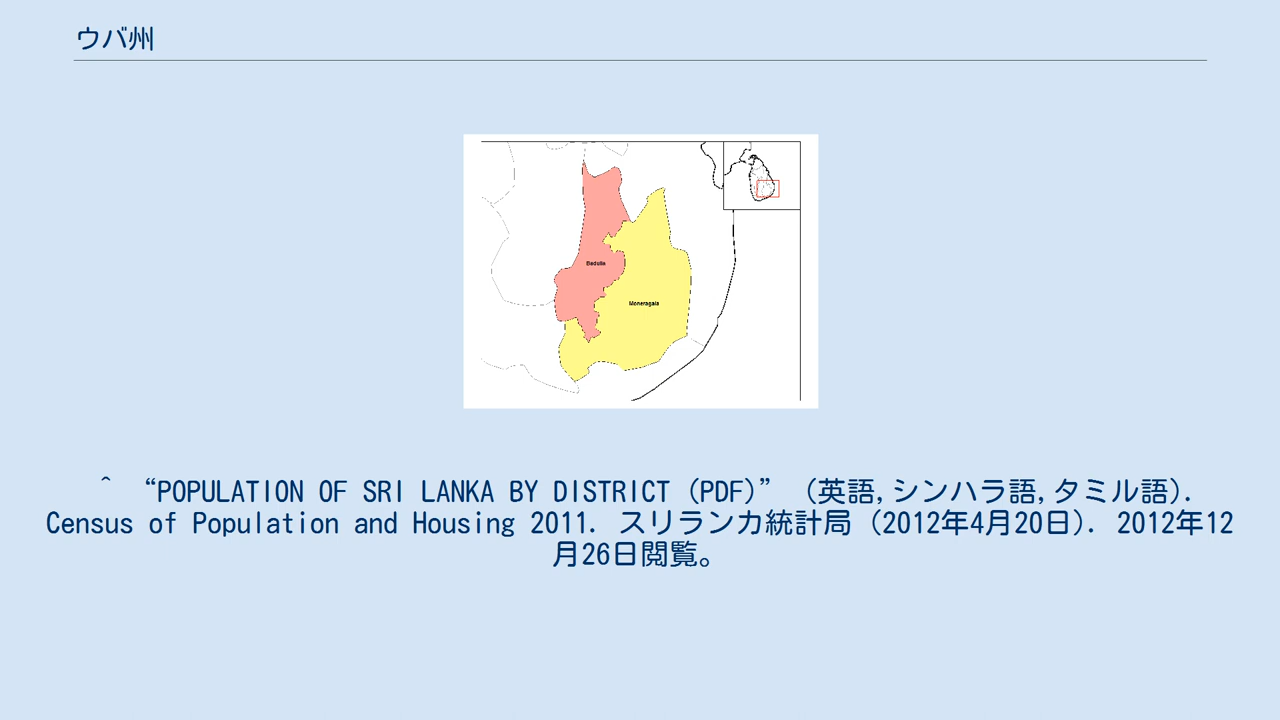 ウバ州
Badulla
Moneragala
^ “POPULATION OF SRI LANKA BY DISTRICT (PDF)” (英語,シンハラ語,タミル語).
Census of Population and Housing 2011. スリランカ統計局 (2012年4月20日). 2012年12
月26日閲覧。